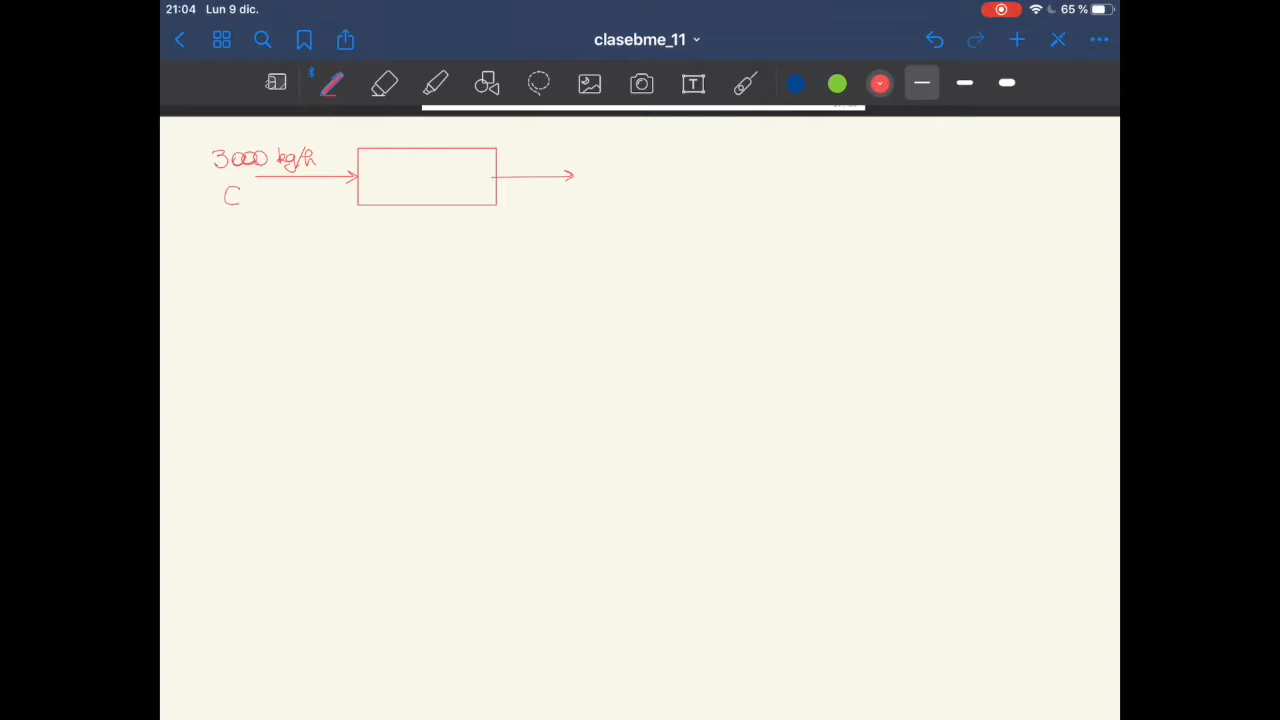 21:04 Lun 9 dic.
65 %
clasebme_11
3000 kg/h
C